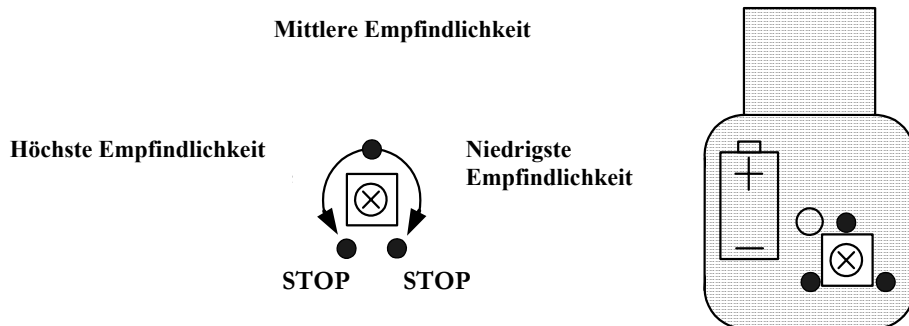 Mittlere Empfindlichkeit
Höchste Empfindlichkeit
Niedrigste
Empfindlichkeit
STOP STOP
+
−